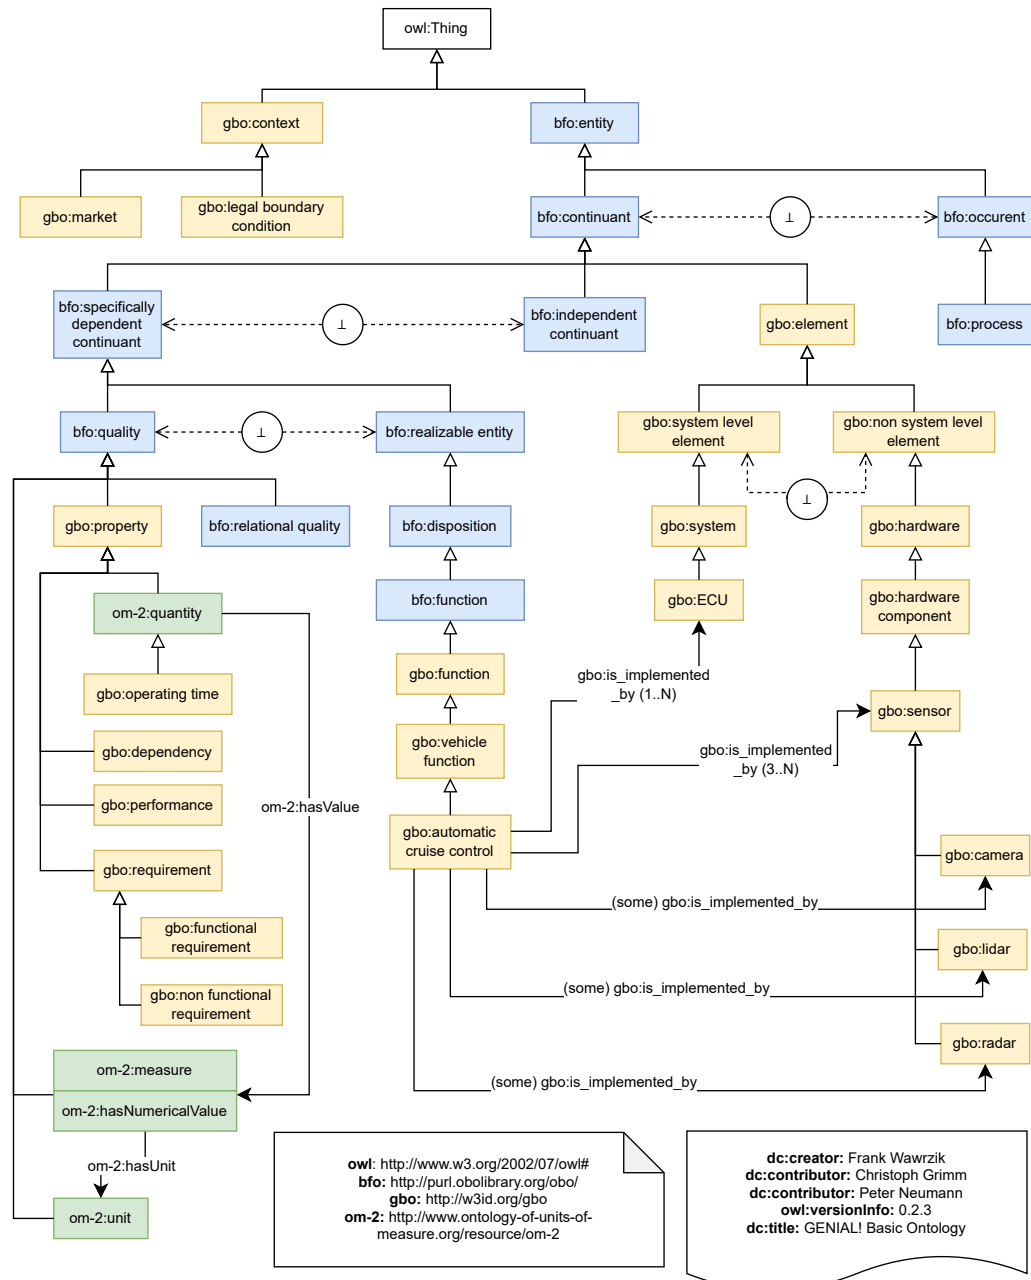 owl:Thing
gbo:context
bfo:entity
gbo:market
gbo:legal boundary
condition
bfo:continuant
⊥
bfo:occurent
bfo:specifically
dependent
continuant
⊥
bfo:independent
continuant
gbo:element
bfo:process
bfo:quality
⊥
bfo:realizable entity
gbo:system level
element
gbo:non system level
element
⊥
gbo:property
bfo:relational quality
bfo:disposition
gbo:system
gbo:hardware
om-2:quantity
bfo:function
gbo:ECU
gbo:hardware
component
gbo:operating time
gbo:function
gbo:is_implemented
_by (1..N)
gbo:sensor
gbo:dependency
gbo:vehicle
function
gbo:is_implemented
_by (3..N)
gbo:performance
om-2:hasValue
gbo:automatic
cruise control
gbo:camera
gbo:requirement
(some) gbo:is_implemented_by
gbo:functional
requirement
gbo:lidar
gbo:non functional
requirement
(some) gbo:is_implemented_by
gbo:radar
om-2:measure
(some) gbo:is_implemented_by
om-2:hasNumericalValue
om-2:hasUnit
om-2:unit
owl: http://www.w3.org/2002/07/owl#
bfo: http://purl.obolibrary.org/obo/
gbo: http://w3id.org/gbo
om-2: http://www.ontology-of-units-of-
measure.org/resource/om-2
dc:creator: Frank Wawrzik
dc:contributor: Christoph Grimm
dc:contributor: Peter Neumann
owl:versionInfo: 0.2.3
dc:title: GENIAL! Basic Ontology